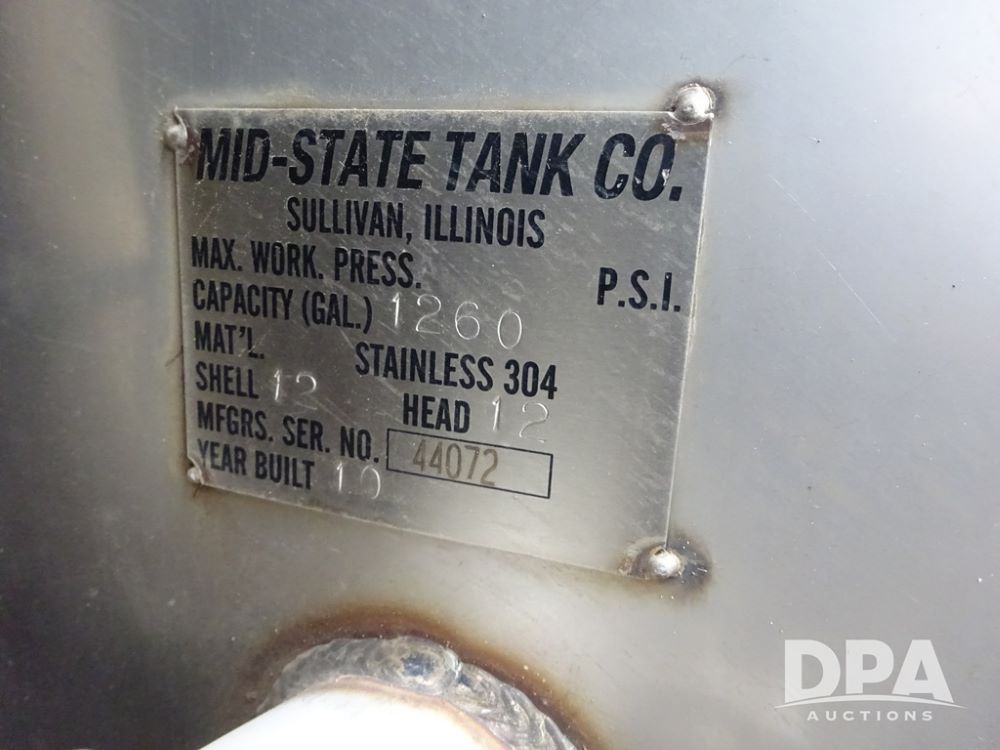 MID-STATE TANK CO.
SULLIVAN, ILLINOIS
MAX. WORK. PRESS. P.S.I.
CAPACITY (GAL.) 1260
MAT'L. STAINLESS 304
SHELL 12 HEAD 12
MFGRS. SER. NO. 44072
YEAR BUILT 10
DPA
AUCTIONS